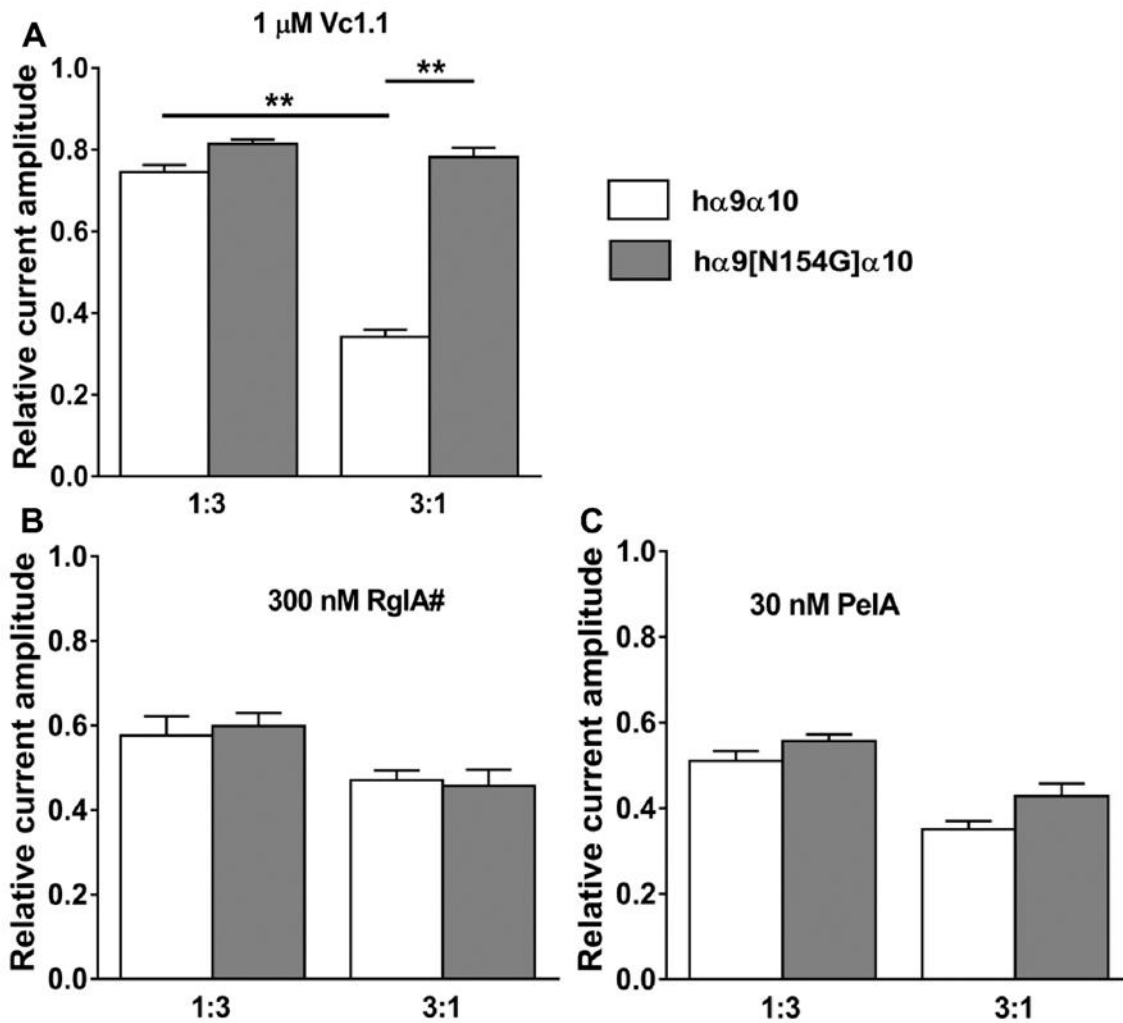 A
1 μM Vc1.1
Relative current amplitude
1.0
0.8
0.6
0.4
0.2
0.0
**
**
1:3
3:1
hα9α10
hα9[N154G]α10
B
300 nM RgIA#
Relative current amplitude
1.0
0.8
0.6
0.4
0.2
0.0
1:3
3:1
C
30 nM PeIA
Relative current amplitude
1.0
0.8
0.6
0.4
0.2
0.0
1:3
3:1